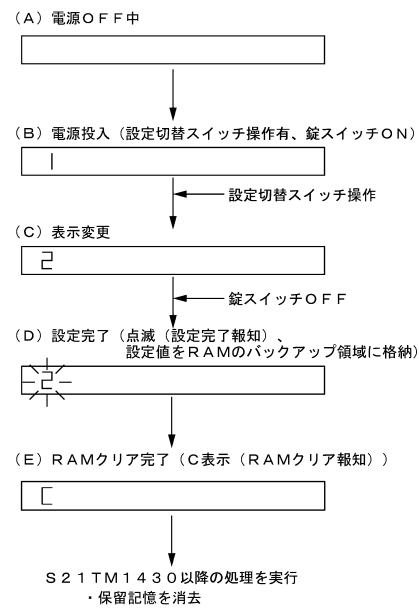 （Ａ）電源ＯＦＦ中
（Ｂ）電源投入（設定切替スイッチ操作有、錠スイッチＯＮ）
1
設定切替スイッチ操作
（Ｃ）表示変更
2
錠スイッチＯＦＦ
（Ｄ）設定完了（点滅（設定完了報知）、
設定値をＲＡＭのバックアップ領域に格納）
2
（Ｅ）ＲＡＭクリア完了（Ｃ表示（ＲＡＭクリア報知））
C
Ｓ２１ＴＭ１４３０以降の処理を実行
・保留記憶を消去